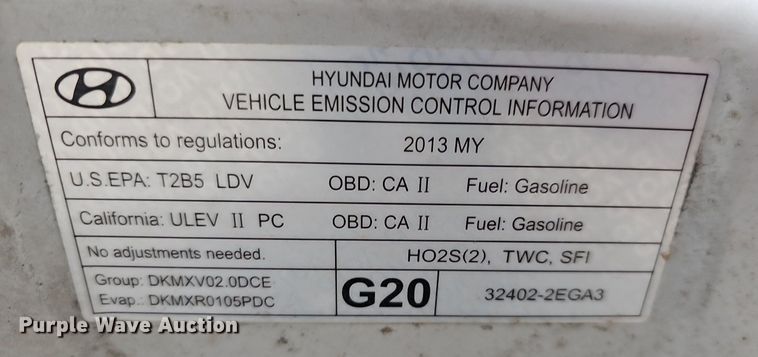 HYUNDAI MOTOR COMPANY
VEHICLE EMISSION CONTROL INFORMATION
Conforms to regulations: 2013 MY
U.S.EPA: T2B5 LDV OBD: CA II Fuel: Gasoline
California: ULEV II PC OBD: CA II Fuel: Gasoline
No adjustments needed. HO2S(2), TWC, SFI
Group: DKMXV02.0DCE
Evap.: DKMXR0105PDC
G20 32402-2EGA3
Purple Wave Auction